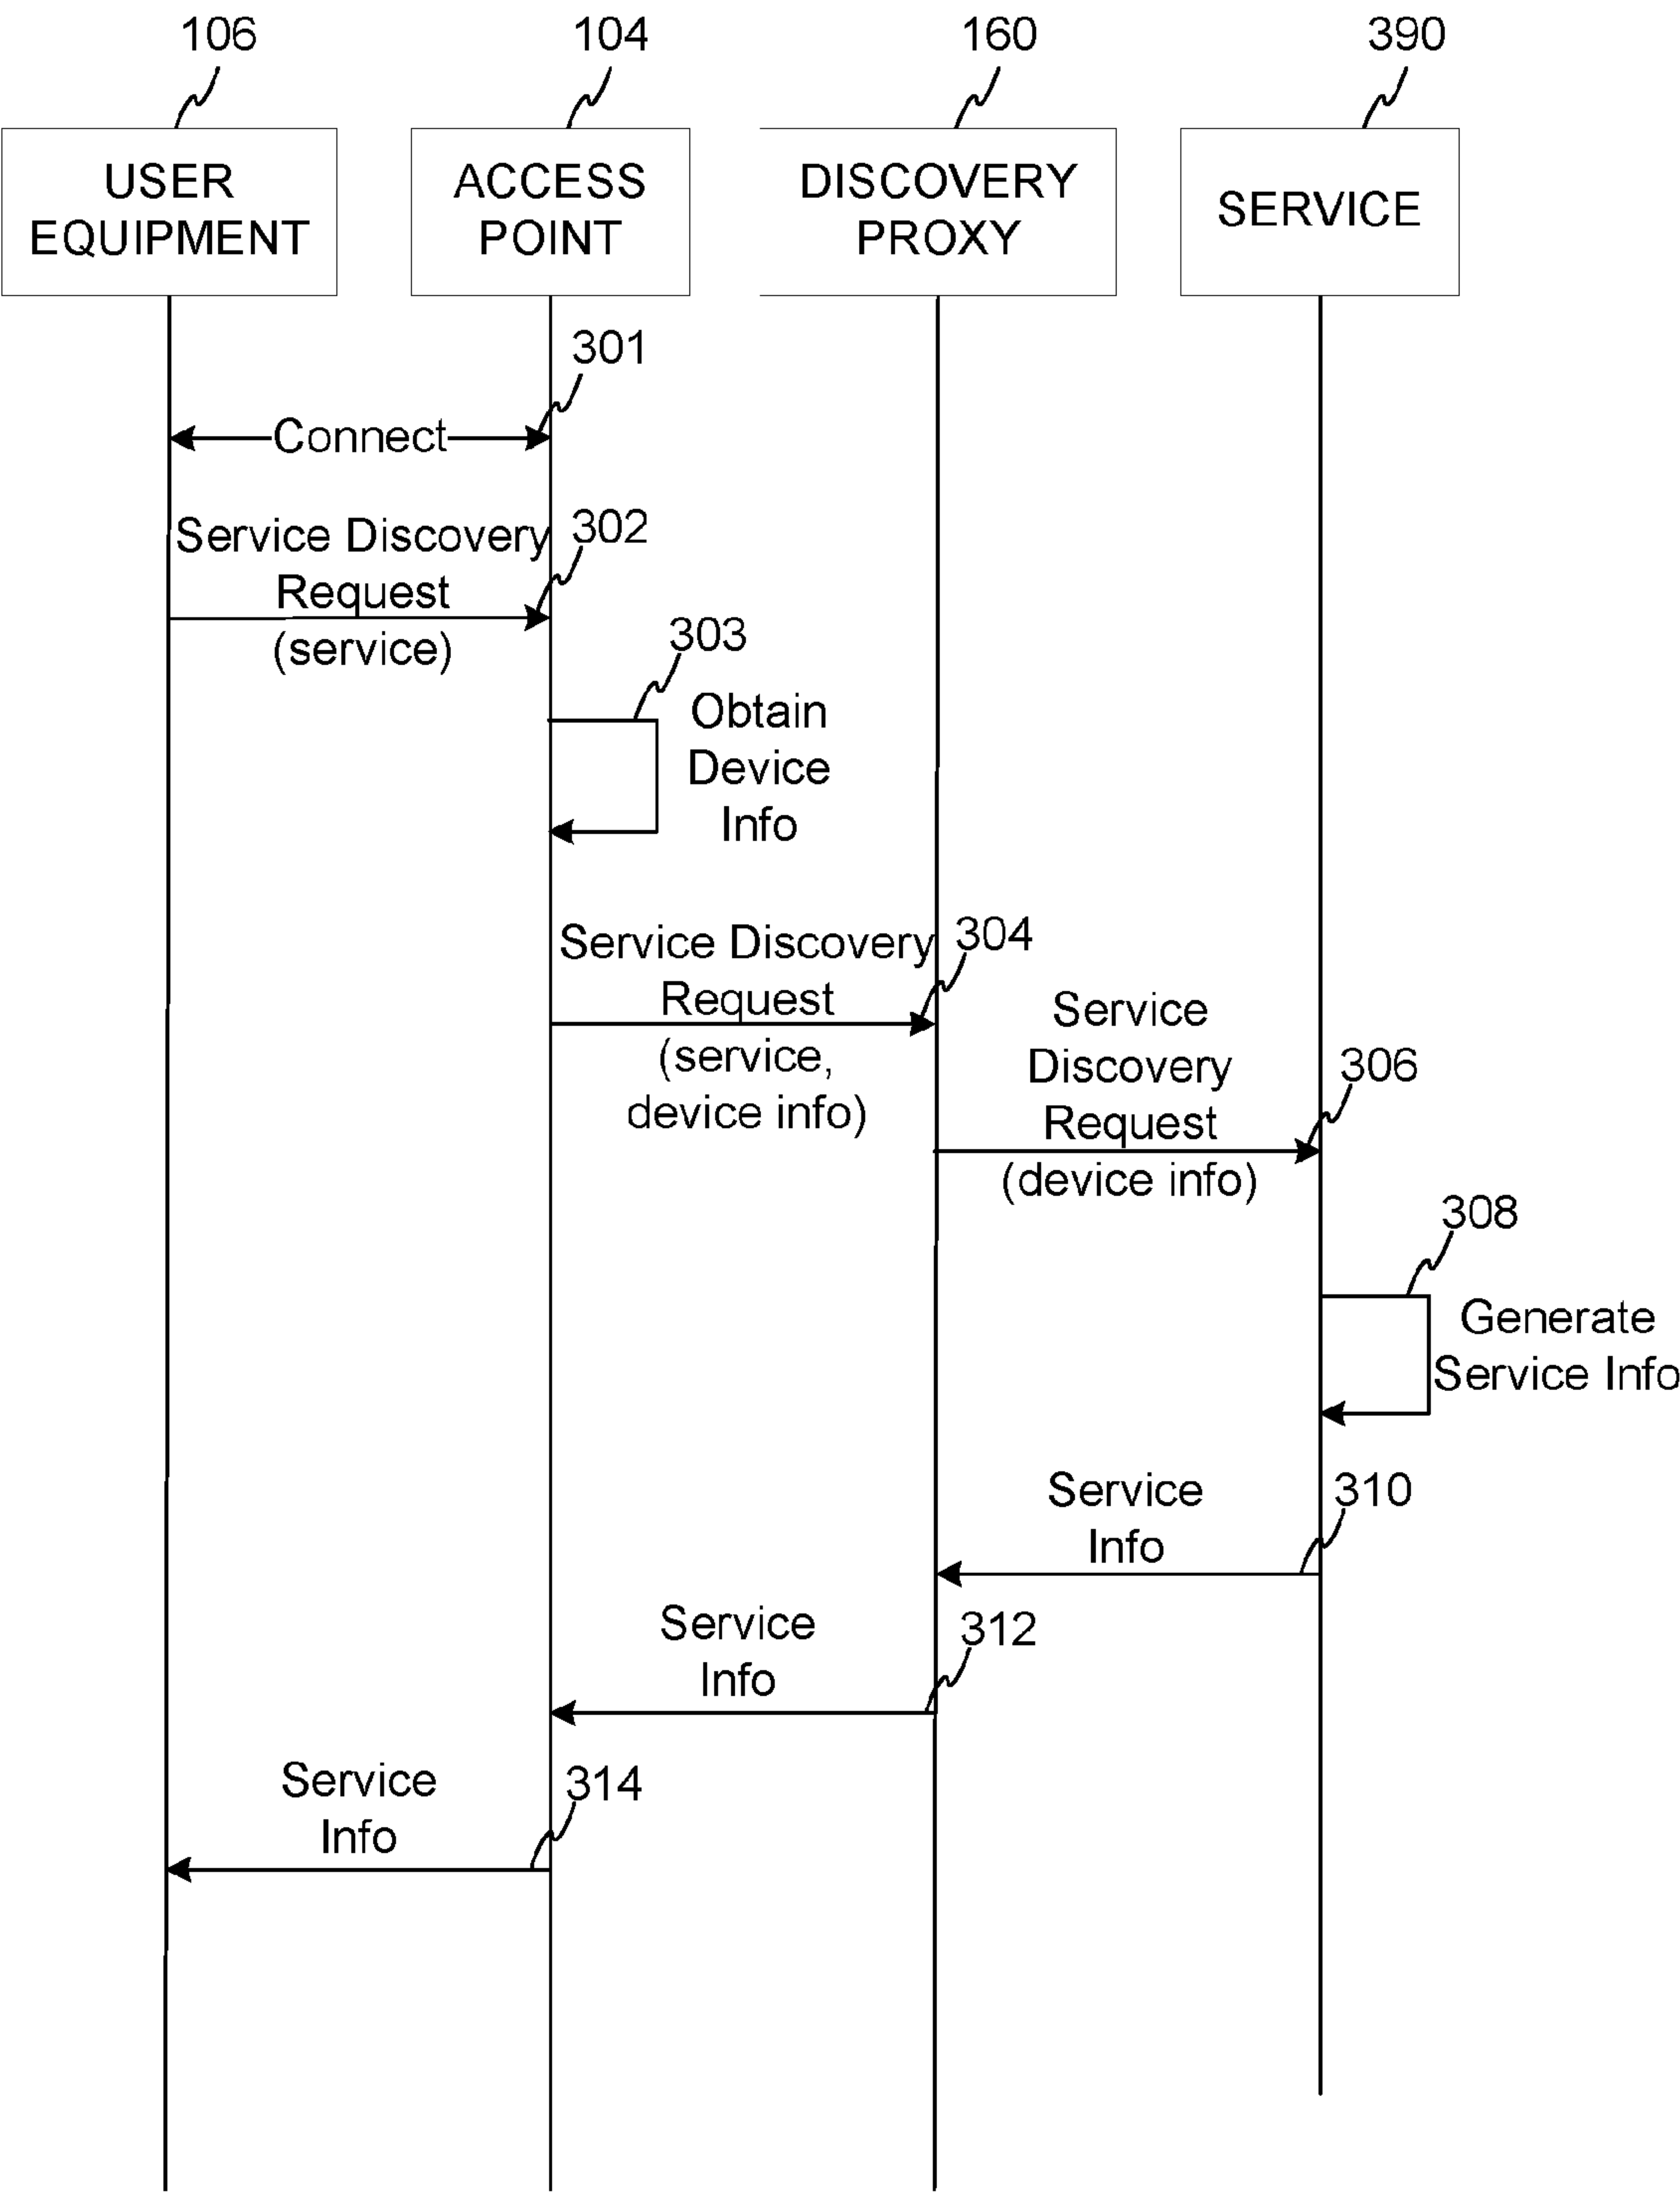 106
104
160
390
USER
EQUIPMENT
ACCESS
POINT
DISCOVERY
PROXY
SERVICE
301
Connect
302
Service Discovery
Request
(service)
303
Obtain
Device
Info
304
Service Discovery
Request
(service,
device info)
306
Service
Discovery
Request
(device info)
308
Generate
Service Info
310
Service
Info
312
Service
Info
314
Service
Info